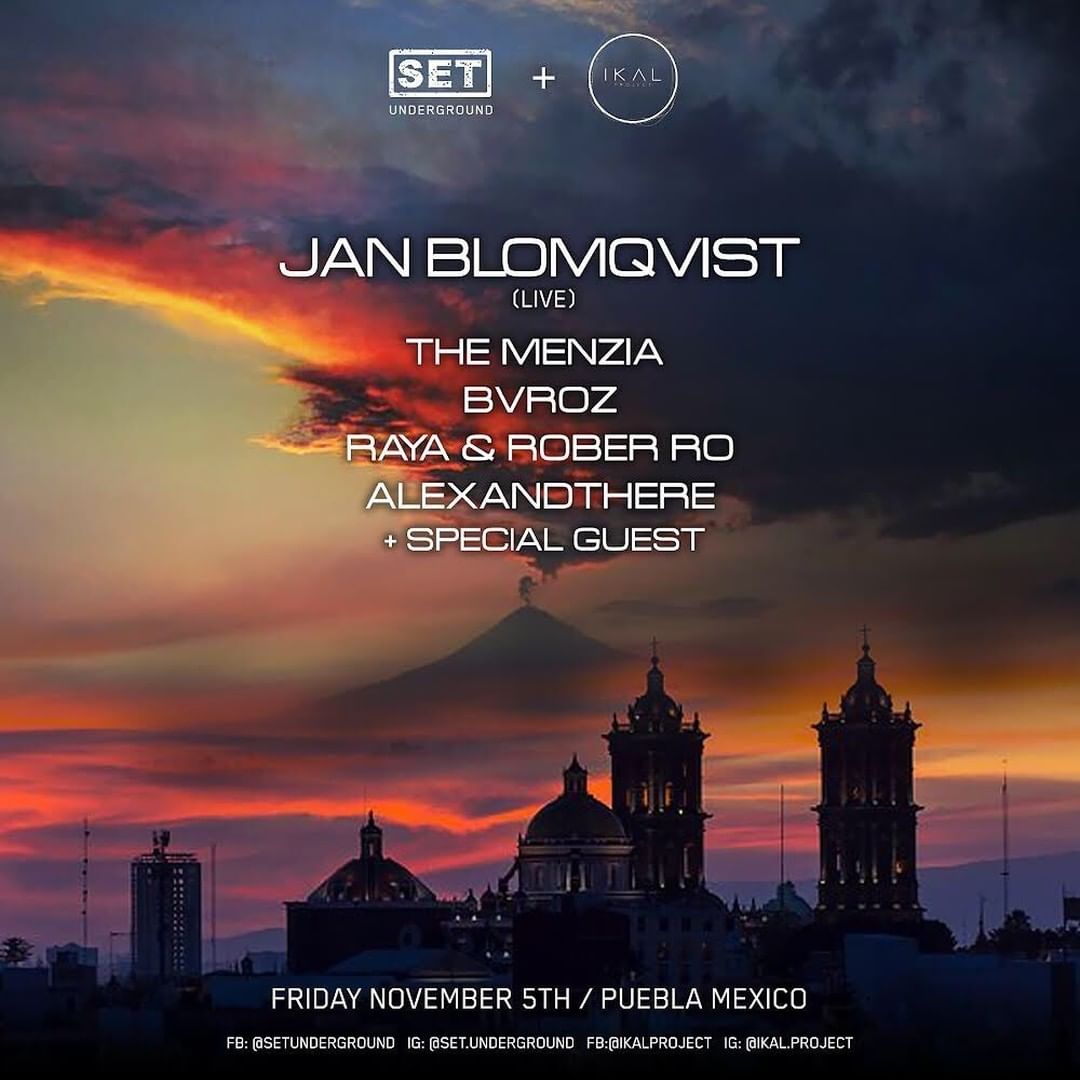 SET
UNDERGROUND
+
IKAL
PROJECT
JAN BLOMQVIST
(LIVE)
THE MENZIA
BVROZ
RAYA & ROBER RO
ALEXANDTHERE
+ SPECIAL GUEST
FRIDAY NOVEMBER 5TH / PUEBLA MEXICO
FB: @SETUNDERGROUND IG: @SET.UNDERGROUND FB:@IKALPROJECT IG: @IKAL.PROJECT